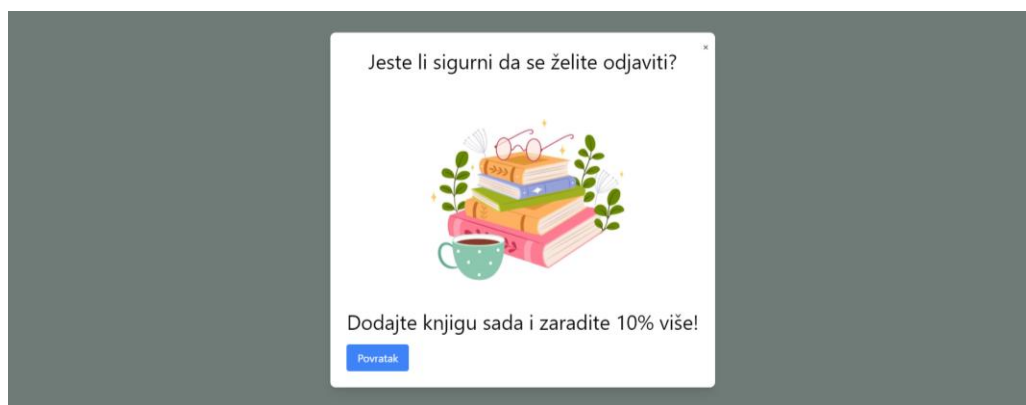 Jeste li sigurni da se želite odjaviti?
×
Dodajte knjigu sada i zaradite 10% više!
Povratak